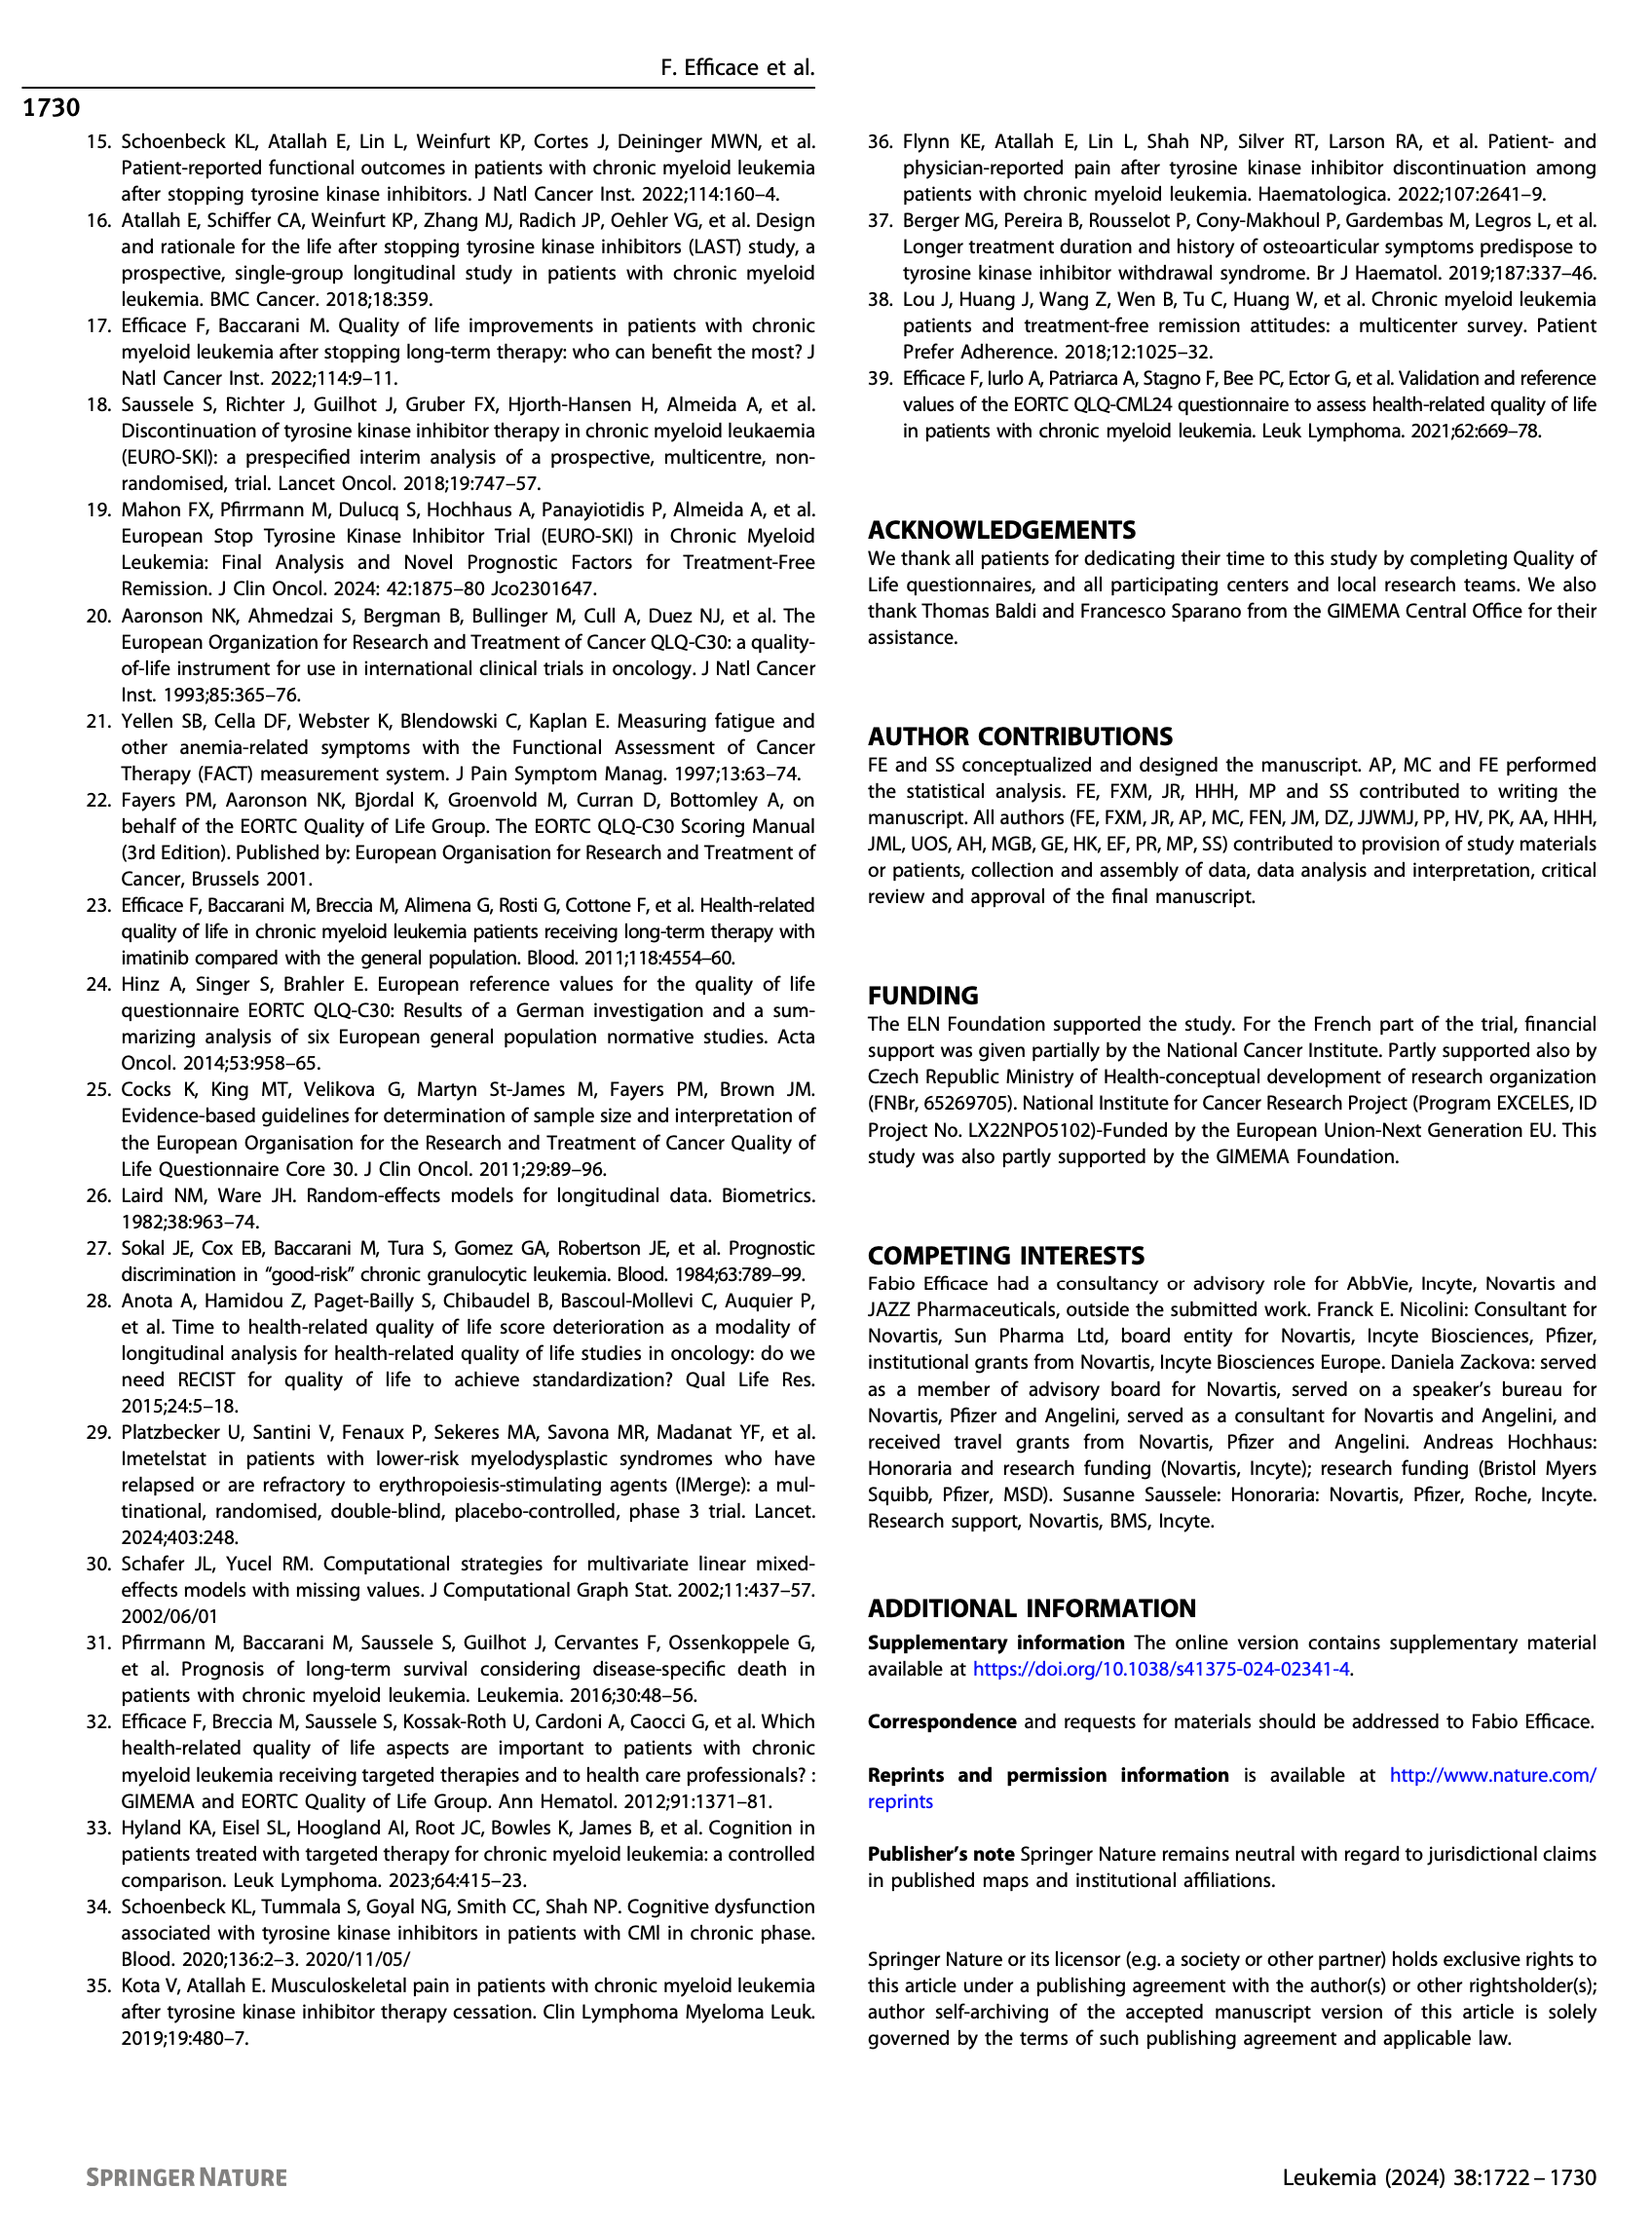 F. Efficace et al.
1730
15. Schoenbeck KL, Atallah E, Lin L, Weinfurt KP, Cortes J, Deininger MWN, et al.
Patient-reported functional outcomes in patients with chronic myeloid leukemia
after stopping tyrosine kinase inhibitors. J Natl Cancer Inst. 2022;114:160–4.
16. Atallah E, Schiffer CA, Weinfurt KP, Zhang MJ, Radich JP, Oehler VG, et al. Design
and rationale for the life after stopping tyrosine kinase inhibitors (LAST) study, a
prospective, single-group longitudinal study in patients with chronic myeloid
leukemia. BMC Cancer. 2018;18:359.
17. Efficace F, Baccarani M. Quality of life improvements in patients with chronic
myeloid leukemia after stopping long-term therapy: who can benefit the most? J
Natl Cancer Inst. 2022;114:9–11.
18. Saussele S, Richter J, Guilhot J, Gruber FX, Hjorth-Hansen H, Almeida A, et al.
Discontinuation of tyrosine kinase inhibitor therapy in chronic myeloid leukaemia
(EURO-SKI): a prespecified interim analysis of a prospective, multicentre, non-
randomised, trial. Lancet Oncol. 2018;19:747–57.
19. Mahon FX, Pfirrmann M, Dulucq S, Hochhaus A, Panayiotidis P, Almeida A, et al.
European Stop Tyrosine Kinase Inhibitor Trial (EURO-SKI) in Chronic Myeloid
Leukemia: Final Analysis and Novel Prognostic Factors for Treatment-Free
Remission. J Clin Oncol. 2024: 42:1875–80 Jco2301647.
20. Aaronson NK, Ahmedzai S, Bergman B, Bullinger M, Cull A, Duez NJ, et al. The
European Organization for Research and Treatment of Cancer QLQ-C30: a quality-
of-life instrument for use in international clinical trials in oncology. J Natl Cancer
Inst. 1993;85:365–76.
21. Yellen SB, Cella DF, Webster K, Blendowski C, Kaplan E. Measuring fatigue and
other anemia-related symptoms with the Functional Assessment of Cancer
Therapy (FACT) measurement system. J Pain Symptom Manag. 1997;13:63–74.
22. Fayers PM, Aaronson NK, Bjordal K, Groenvold M, Curran D, Bottomley A, on
behalf of the EORTC Quality of Life Group. The EORTC QLQ-C30 Scoring Manual
(3rd Edition). Published by: European Organisation for Research and Treatment of
Cancer, Brussels 2001.
23. Efficace F, Baccarani M, Breccia M, Alimena G, Rosti G, Cottone F, et al. Health-related
quality of life in chronic myeloid leukemia patients receiving long-term therapy with
imatinib compared with the general population. Blood. 2011;118:4554–60.
24. Hinz A, Singer S, Brahler E. European reference values for the quality of life
questionnaire EORTC QLQ-C30: Results of a German investigation and a sum-
marizing analysis of six European general population normative studies. Acta
Oncol. 2014;53:958–65.
25. Cocks K, King MT, Velikova G, Martyn St-James M, Fayers PM, Brown JM.
Evidence-based guidelines for determination of sample size and interpretation of
the European Organisation for the Research and Treatment of Cancer Quality of
Life Questionnaire Core 30. J Clin Oncol. 2011;29:89–96.
26. Laird NM, Ware JH. Random-effects models for longitudinal data. Biometrics.
1982;38:963–74.
27. Sokal JE, Cox EB, Baccarani M, Tura S, Gomez GA, Robertson JE, et al. Prognostic
discrimination in “good-risk” chronic granulocytic leukemia. Blood. 1984;63:789–99.
28. Anota A, Hamidou Z, Paget-Bailly S, Chibaudel B, Bascoul-Mollevi C, Auquier P,
et al. Time to health-related quality of life score deterioration as a modality of
longitudinal analysis for health-related quality of life studies in oncology: do we
need RECIST for quality of life to achieve standardization? Qual Life Res.
2015;24:5–18.
29. Platzbecker U, Santini V, Fenaux P, Sekeres MA, Savona MR, Madanat YF, et al.
Imetelstat in patients with lower-risk myelodysplastic syndromes who have
relapsed or are refractory to erythropoiesis-stimulating agents (IMerge): a mul-
tinational, randomised, double-blind, placebo-controlled, phase 3 trial. Lancet.
2024;403:248.
30. Schafer JL, Yucel RM. Computational strategies for multivariate linear mixed-
effects models with missing values. J Computational Graph Stat. 2002;11:437–57.
2002/06/01
31. Pfirrmann M, Baccarani M, Saussele S, Guilhot J, Cervantes F, Ossenkoppele G,
et al. Prognosis of long-term survival considering disease-specific death in
patients with chronic myeloid leukemia. Leukemia. 2016;30:48–56.
32. Efficace F, Breccia M, Saussele S, Kossak-Roth U, Cardoni A, Caocci G, et al. Which
health-related quality of life aspects are important to patients with chronic
myeloid leukemia receiving targeted therapies and to health care professionals? :
GIMEMA and EORTC Quality of Life Group. Ann Hematol. 2012;91:1371–81.
33. Hyland KA, Eisel SL, Hoogland AI, Root JC, Bowles K, James B, et al. Cognition in
patients treated with targeted therapy for chronic myeloid leukemia: a controlled
comparison. Leuk Lymphoma. 2023;64:415–23.
34. Schoenbeck KL, Tummala S, Goyal NG, Smith CC, Shah NP. Cognitive dysfunction
associated with tyrosine kinase inhibitors in patients with CMl in chronic phase.
Blood. 2020;136:2–3. 2020/11/05/
35. Kota V, Atallah E. Musculoskeletal pain in patients with chronic myeloid leukemia
after tyrosine kinase inhibitor therapy cessation. Clin Lymphoma Myeloma Leuk.
2019;19:480–7.
36. Flynn KE, Atallah E, Lin L, Shah NP, Silver RT, Larson RA, et al. Patient- and
physician-reported pain after tyrosine kinase inhibitor discontinuation among
patients with chronic myeloid leukemia. Haematologica. 2022;107:2641–9.
37. Berger MG, Pereira B, Rousselot P, Cony-Makhoul P, Gardembas M, Legros L, et al.
Longer treatment duration and history of osteoarticular symptoms predispose to
tyrosine kinase inhibitor withdrawal syndrome. Br J Haematol. 2019;187:337–46.
38. Lou J, Huang J, Wang Z, Wen B, Tu C, Huang W, et al. Chronic myeloid leukemia
patients and treatment-free remission attitudes: a multicenter survey. Patient
Prefer Adherence. 2018;12:1025–32.
39. Efficace F, Iurlo A, Patriarca A, Stagno F, Bee PC, Ector G, et al. Validation and reference
values of the EORTC QLQ-CML24 questionnaire to assess health-related quality of life
in patients with chronic myeloid leukemia. Leuk Lymphoma. 2021;62:669–78.
ACKNOWLEDGEMENTS
We thank all patients for dedicating their time to this study by completing Quality of
Life questionnaires, and all participating centers and local research teams. We also
thank Thomas Baldi and Francesco Sparano from the GIMEMA Central Office for their
assistance.
AUTHOR CONTRIBUTIONS
FE and SS conceptualized and designed the manuscript. AP, MC and FE performed
the statistical analysis. FE, FXM, JR, HHH, MP and SS contributed to writing the
manuscript. All authors (FE, FXM, JR, AP, MC, FEN, JM, DZ, JJWMJ, PP, HV, PK, AA, HHH,
JML, UOS, AH, MGB, GE, HK, EF, PR, MP, SS) contributed to provision of study materials
or patients, collection and assembly of data, data analysis and interpretation, critical
review and approval of the final manuscript.
FUNDING
The ELN Foundation supported the study. For the French part of the trial, financial
support was given partially by the National Cancer Institute. Partly supported also by
Czech Republic Ministry of Health-conceptual development of research organization
(FNBr, 65269705). National Institute for Cancer Research Project (Program EXCELES, ID
Project No. LX22NPO5102)-Funded by the European Union-Next Generation EU. This
study was also partly supported by the GIMEMA Foundation.
COMPETING INTERESTS
Fabio Efficace had a consultancy or advisory role for AbbVie, Incyte, Novartis and
JAZZ Pharmaceuticals, outside the submitted work. Franck E. Nicolini: Consultant for
Novartis, Sun Pharma Ltd, board entity for Novartis, Incyte Biosciences, Pfizer,
institutional grants from Novartis, Incyte Biosciences Europe. Daniela Zackova: served
as a member of advisory board for Novartis, served on a speaker’s bureau for
Novartis, Pfizer and Angelini, served as a consultant for Novartis and Angelini, and
received travel grants from Novartis, Pfizer and Angelini. Andreas Hochhaus:
Honoraria and research funding (Novartis, Incyte); research funding (Bristol Myers
Squibb, Pfizer, MSD). Susanne Saussele: Honoraria: Novartis, Pfizer, Roche, Incyte.
Research support, Novartis, BMS, Incyte.
ADDITIONAL INFORMATION
Supplementary information The online version contains supplementary material
available at https://doi.org/10.1038/s41375-024-02341-4.
Correspondence and requests for materials should be addressed to Fabio Efficace.
Reprints and permission information is available at http://www.nature.com/
reprints
Publisher’s note Springer Nature remains neutral with regard to jurisdictional claims
in published maps and institutional affiliations.
Springer Nature or its licensor (e.g. a society or other partner) holds exclusive rights to
this article under a publishing agreement with the author(s) or other rightsholder(s);
author self-archiving of the accepted manuscript version of this article is solely
governed by the terms of such publishing agreement and applicable law.
SPRINGER NATURE
Leukemia (2024) 38:1722 – 1730